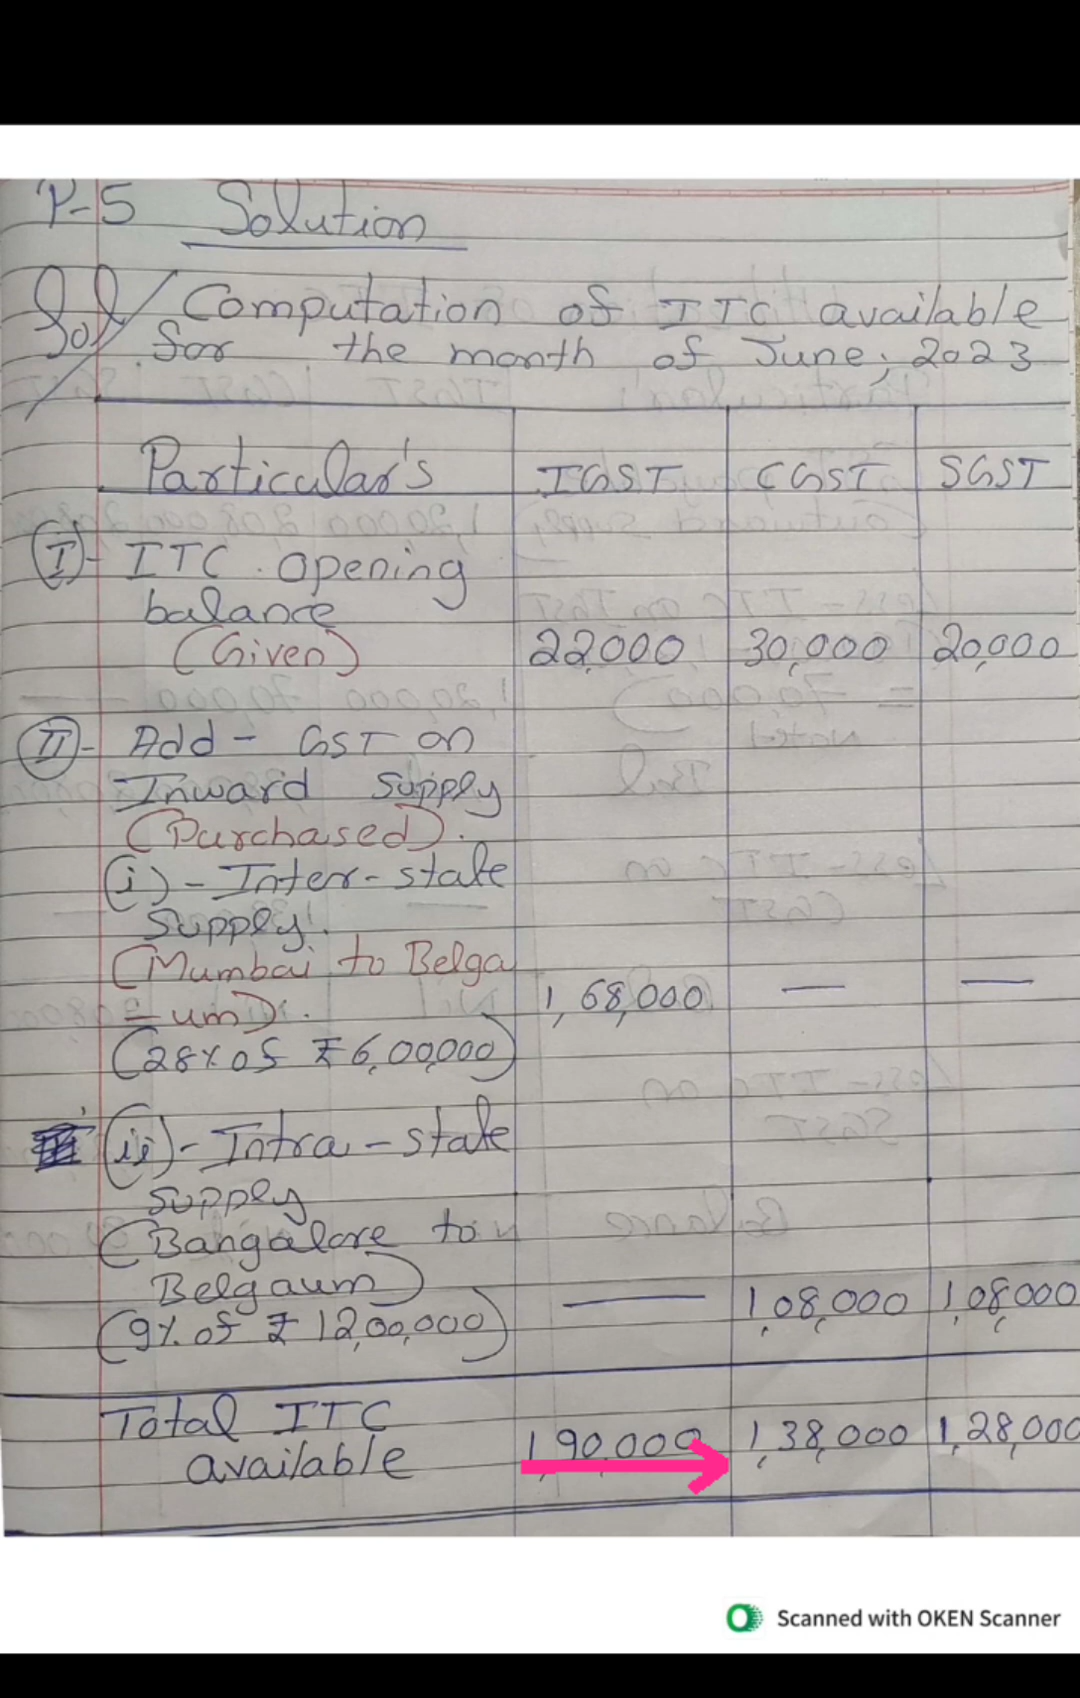 P-5 Solution
Sol/ Computation of ITC available
for the month of June, 2023
Particular's IGST CGST SGST
(I)- ITC opening
balance
(Given) 22,000 30,000 20,000
(II)- Add - GST on
Inward supply
(Purchased).
(i)-Inter-state
supply.
(Mumbai to Belga
-um). 1,68,000 — —
(28% of ₹6,00,000)
(ii)-Intra-state
supply
(Bangalore to
Belgaum) — 1,08,000 1,08,000
(9% of ₹12,00,000)
Total ITC
available 1,90,000 1,38,000 1,28,000
Scanned with OKEN Scanner